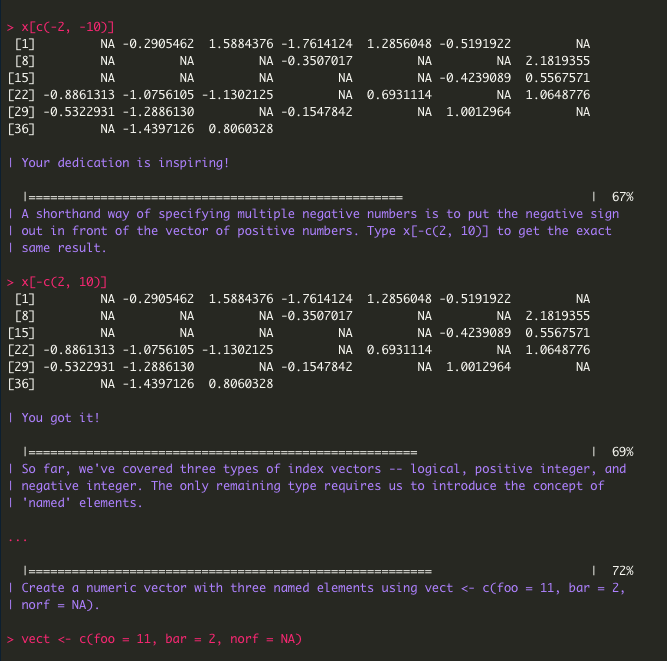 > x[c(-2, -10)]
 [1]         NA -0.2905462  1.5884376 -1.7614124  1.2856048 -0.5191922         NA
 [8]         NA         NA         NA -0.3507017         NA         NA  2.1819355
[15]         NA         NA         NA         NA         NA -0.4239089  0.5567571
[22] -0.8861313 -1.0756105 -1.1302125         NA  0.6931114         NA  1.0648776
[29] -0.5322931 -1.2886130         NA -0.1547842         NA  1.0012964         NA
[36]         NA -1.4397126  0.8060328
| Your dedication is inspiring!
  |====================================================                          |  67%
| A shorthand way of specifying multiple negative numbers is to put the negative sign
| out in front of the vector of positive numbers. Type x[-c(2, 10)] to get the exact
| same result.
> x[-c(2, 10)]
 [1]         NA -0.2905462  1.5884376 -1.7614124  1.2856048 -0.5191922         NA
 [8]         NA         NA         NA -0.3507017         NA         NA  2.1819355
[15]         NA         NA         NA         NA         NA -0.4239089  0.5567571
[22] -0.8861313 -1.0756105 -1.1302125         NA  0.6931114         NA  1.0648776
[29] -0.5322931 -1.2886130         NA -0.1547842         NA  1.0012964         NA
[36]         NA -1.4397126  0.8060328
| You got it!
  |======================================================                        |  69%
| So far, we've covered three types of index vectors -- logical, positive integer, and
| negative integer. The only remaining type requires us to introduce the concept of
| 'named' elements.
...
  |========================================================                      |  72%
| Create a numeric vector with three named elements using vect <- c(foo = 11, bar = 2,
| norf = NA).
> vect <- c(foo = 11, bar = 2, norf = NA)